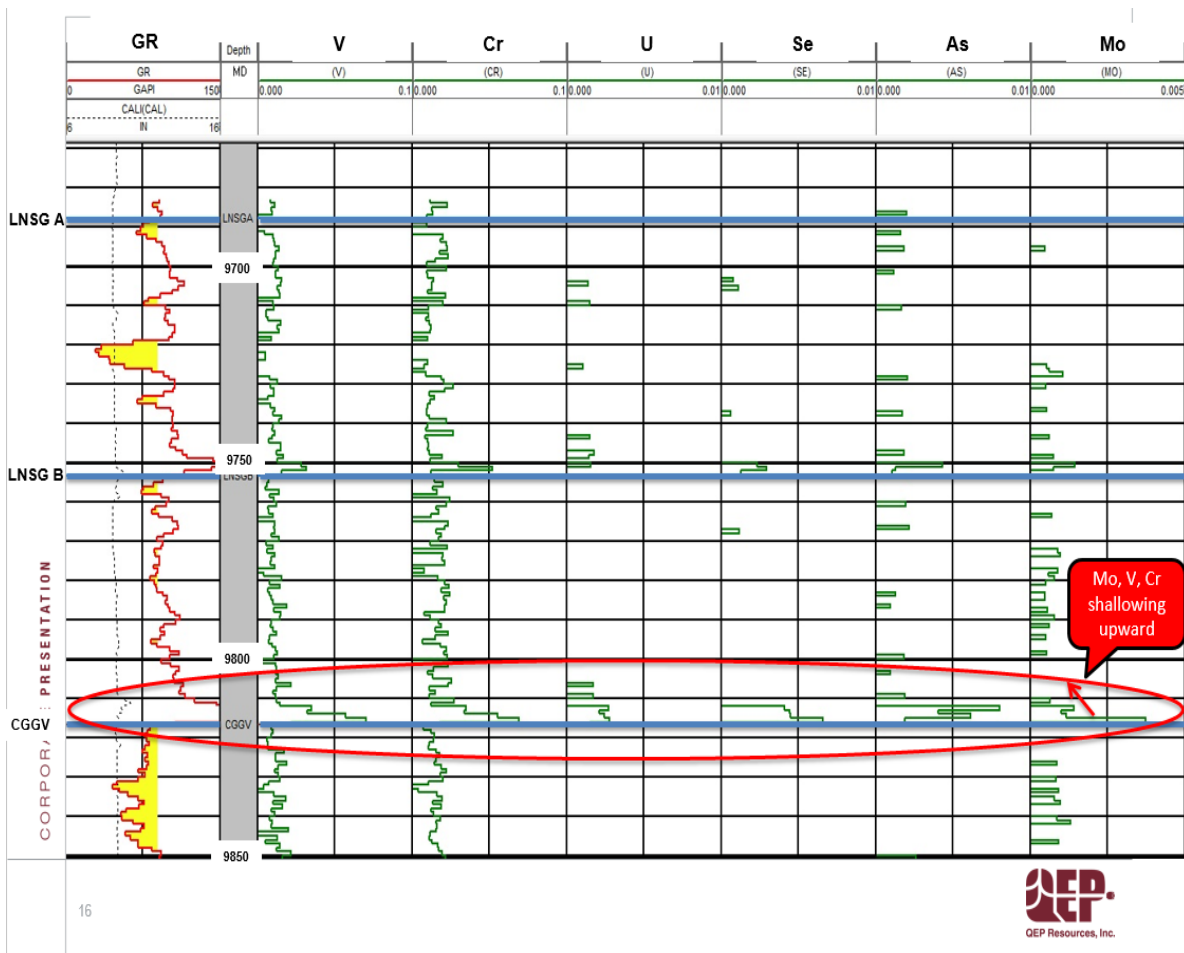 GR Depth V Cr U Se As Mo
GR MD (V) (CR) (U) (SE) (AS) (MO)
0 GAPI 150 0.000 0.1 0.000 0.1 0.000 0.01 0.000 0.01 0.000 0.01 0.000 0.005
CALI(CAL)
6 IN 16
LNSG A LNSGA
9700
9750
LNSG B LNSGB
Mo, V, Cr
shallowing
upward
9800
CGGV CGGV
9850
CORPOR PRESENTATION
16
QEP.
QEP Resources, Inc.